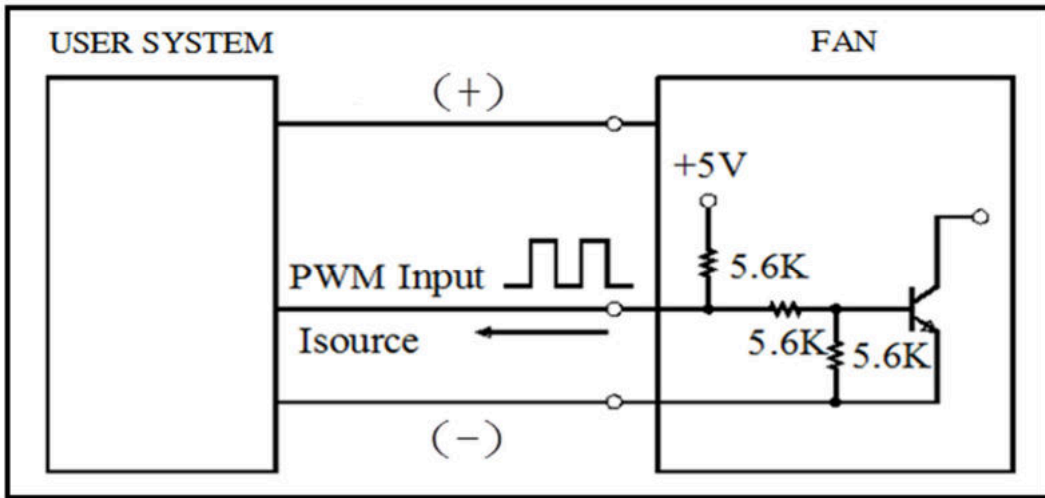 USER SYSTEM
FAN
(+)
+5V
5.6K
PWM Input
Isource
5.6K
5.6K
(−)